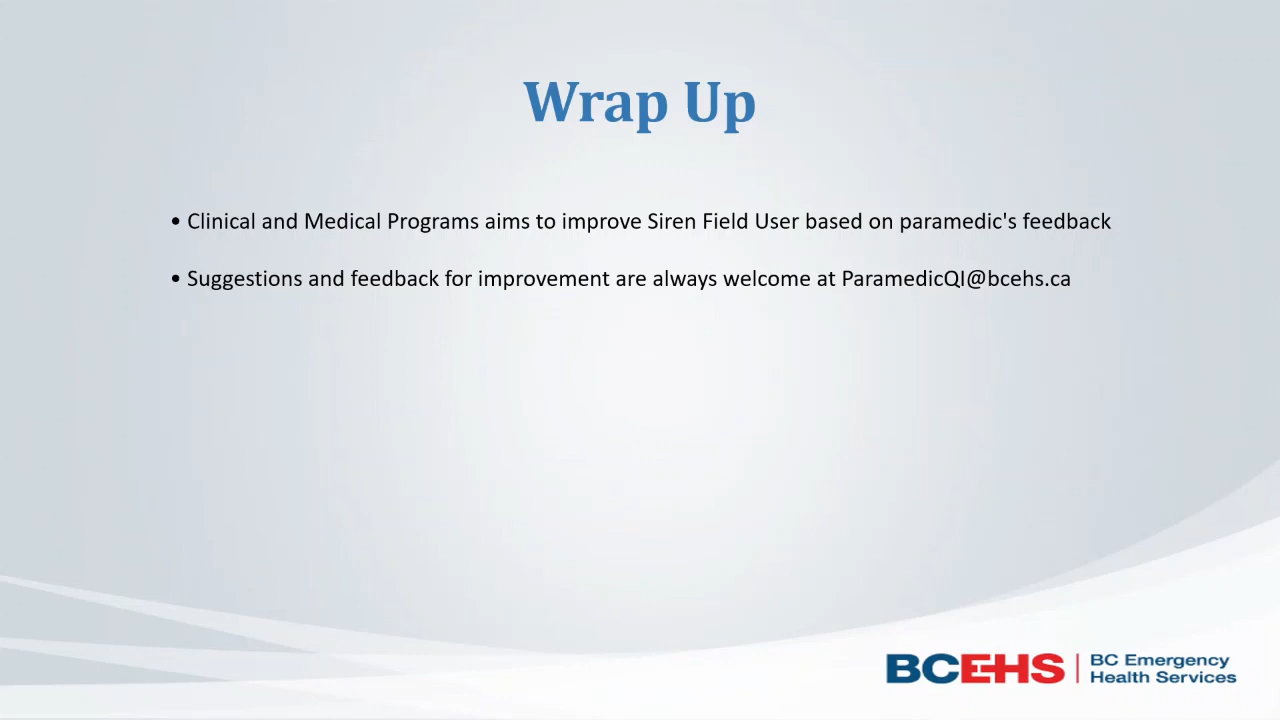 Wrap Up
• Clinical and Medical Programs aims to improve Siren Field User based on paramedic's feedback
• Suggestions and feedback for improvement are always welcome at ParamedicQI@bcehs.ca
BCEHS | BC Emergency
Health Services